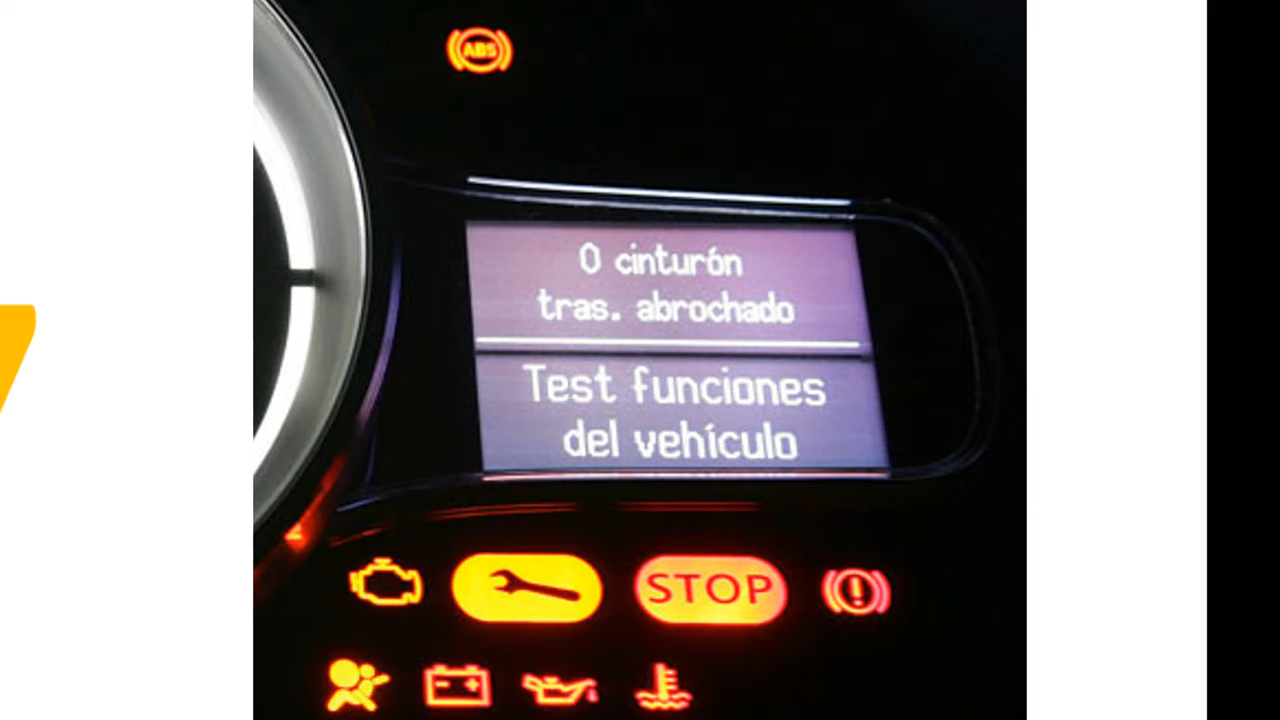 ABS
0 cinturón
tras. abrochado
Test funciones
del vehículo
STOP